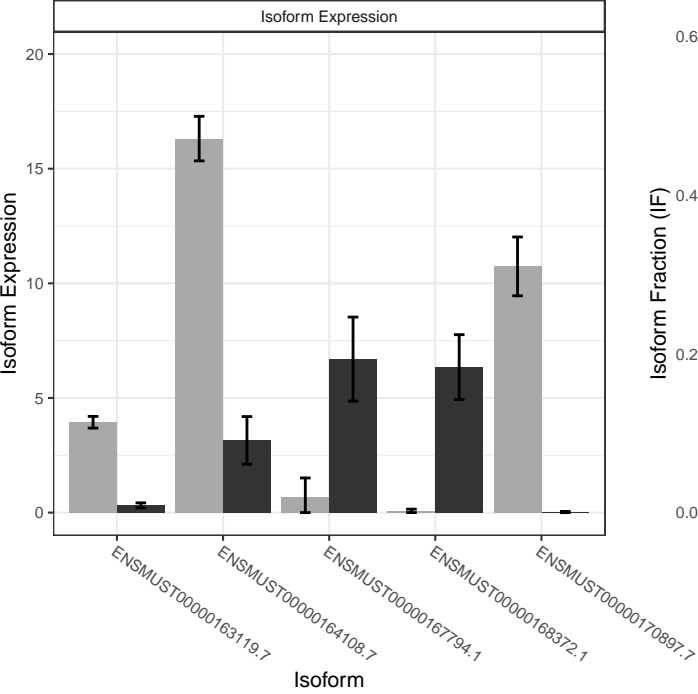 Isoform Expression
20
15
10
5
0
Isoform Expression
ENSMUST00000163119.7
ENSMUST00000164108.7
ENSMUST00000167794.1
ENSMUST00000168372.1
ENSMUST00000170897.7
Isoform
0.6
0.4
0.2
0.0
Isoform Fraction (IF)